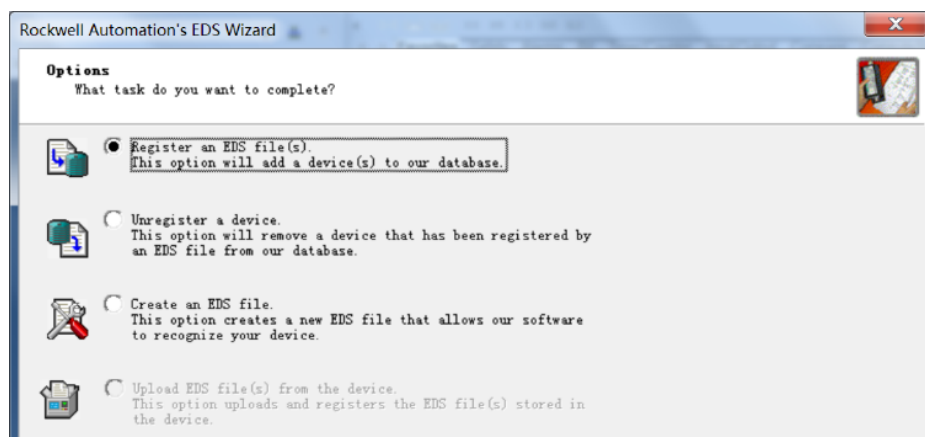 Rockwell Automation's EDS Wizard
Options
What task do you want to complete?
Register an EDS file(s).
This option will add a device(s) to our database.
Unregister a device.
This option will remove a device that has been registered by
an EDS file from our database.
Create an EDS file.
This option creates a new EDS file that allows our software
to recognize your device.
Upload EDS file(s) from the device.
This option uploads and registers the EDS file(s) stored in
the device.